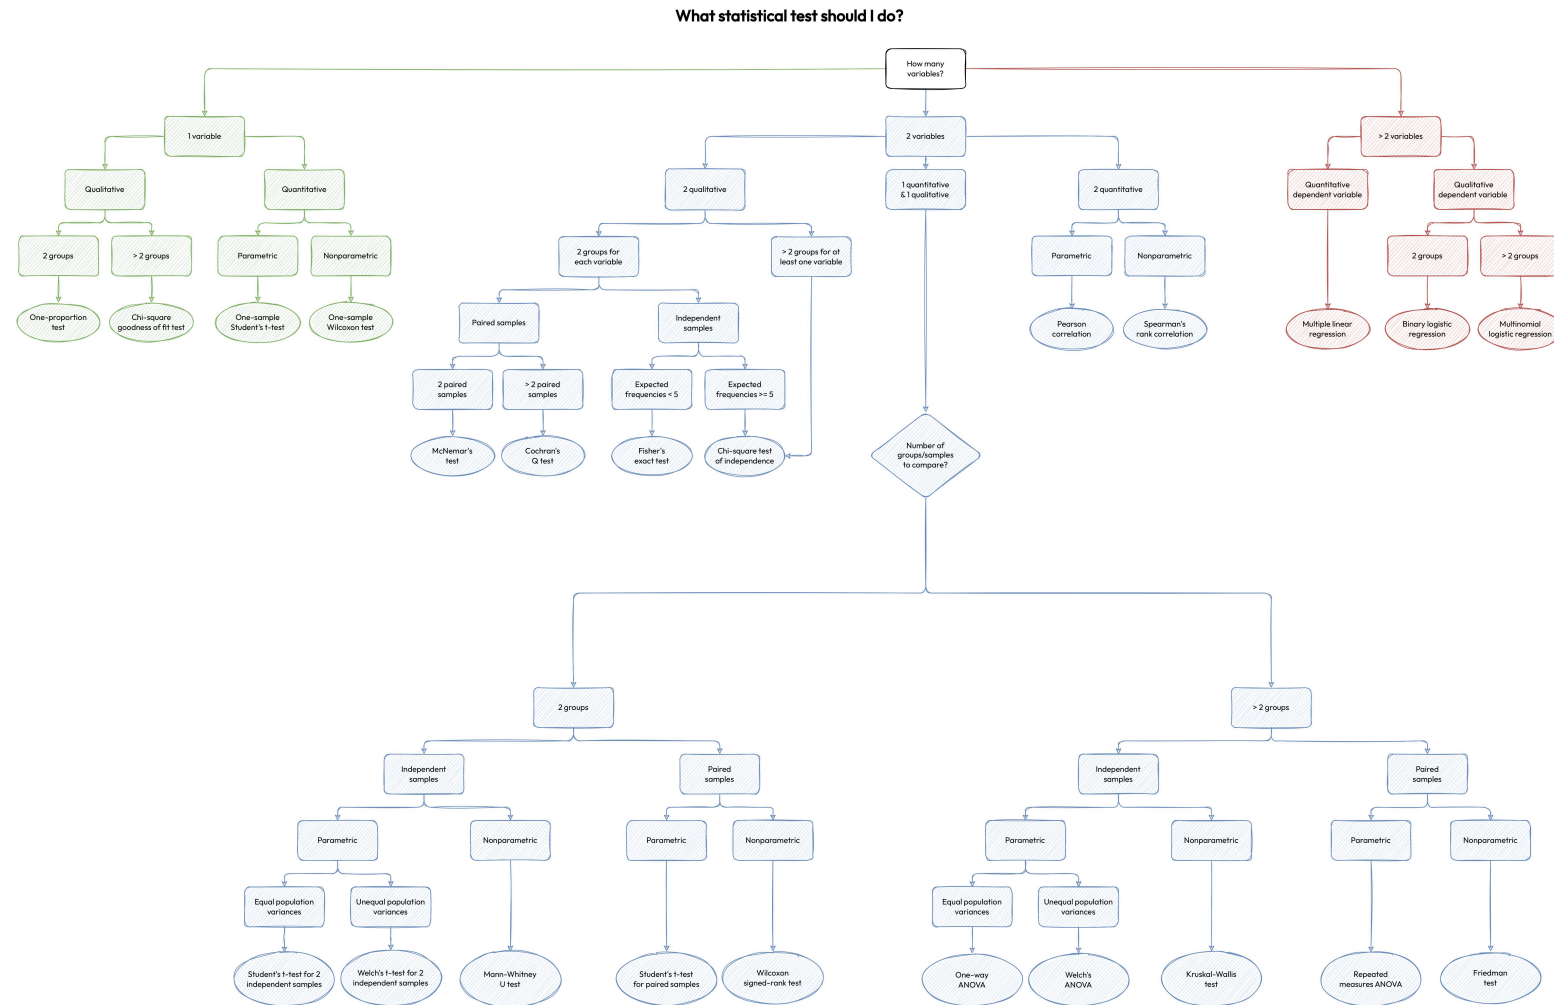 What statistical test should I do?
How many
variables?
1 variable
2 variables
> 2 variables
Qualitative
Quantitative
2 qualitative
1 quantitative
& 1 qualitative
2 quantitative
Quantitative
dependent variable
Qualitative
dependent variable
2 groups
> 2 groups
Parametric
Nonparametric
2 groups for
each variable
> 2 groups for at
least one variable
Parametric
Nonparametric
2 groups
> 2 groups
One-proportion
test
Chi-square
goodness of fit test
One-sample
Student's t-test
One-sample
Wilcoxon test
Paired samples
Independent
samples
Pearson
correlation
Spearman's
rank correlation
Multiple linear
regression
Binary logistic
regression
Multinomial
logistic regression
2 paired
samples
> 2 paired
samples
Expected
frequencies < 5
Expected
frequencies >= 5
McNemar's
test
Cochran's
Q test
Fisher's
exact test
Chi-square test
of independence
Number of
groups/samples
to compare?
2 groups
> 2 groups
Independent
samples
Paired
samples
Independent
samples
Paired
samples
Parametric
Nonparametric
Parametric
Nonparametric
Parametric
Nonparametric
Parametric
Nonparametric
Equal population
variances
Unequal population
variances
Equal population
variances
Unequal population
variances
Student's t-test for 2
independent samples
Welch's t-test for 2
independent samples
Mann-Whitney
U test
Student's t-test
for paired samples
Wilcoxon
signed-rank test
One-way
ANOVA
Welch's
ANOVA
Kruskal-Wallis
test
Repeated
measures ANOVA
Friedman
test